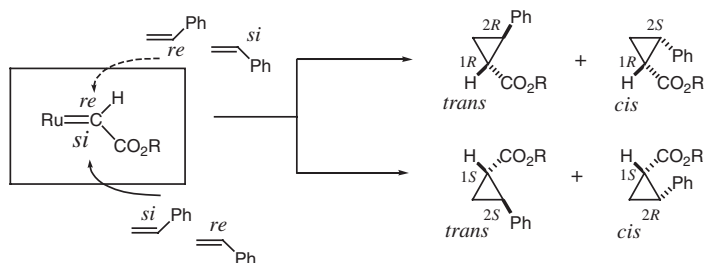 Ph
re
si
Ph
re
H
Ru C
si
CO2R
si
Ph
re
Ph
2R
Ph
1R
H
CO2R
trans
+
2S
Ph
1R
H
CO2R
cis
H
CO2R
1S
Ph
2S
trans
+
H
CO2R
1S
Ph
2R
cis